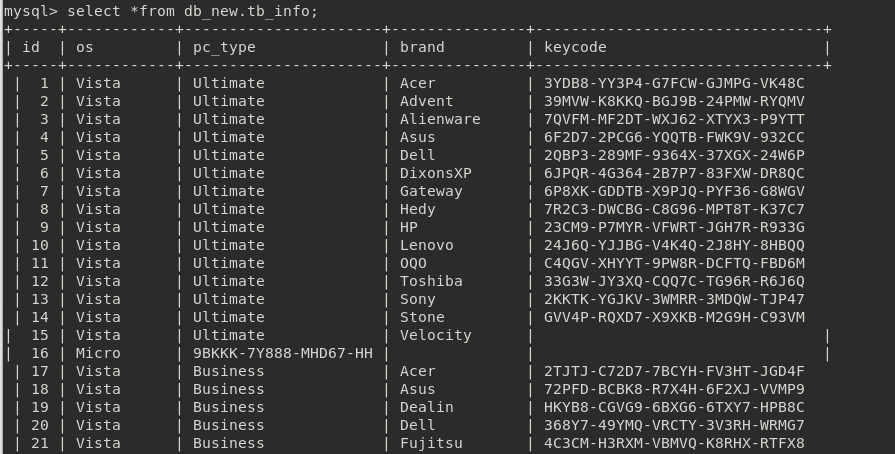 mysql> select *from db_new.tb_info;
+-----+------------+----------------------+---------------+--------------------------------+
| id | os | pc_type | brand | keycode |
+-----+------------+----------------------+---------------+--------------------------------+
| 1 | Vista | Ultimate | Acer | 3YDB8-YY3P4-G7FCW-GJMPG-VK48C
| 2 | Vista | Ultimate | Advent | 39MVW-K8KKQ-BGJ9B-24PMW-RYQMV
| 3 | Vista | Ultimate | Alienware | 7QVFM-MF2DT-WXJ62-XTYX3-P9YTT
| 4 | Vista | Ultimate | Asus | 6F2D7-2PCG6-YQQTB-FWK9V-932CC
| 5 | Vista | Ultimate | Dell | 2QBP3-289MF-9364X-37XGX-24W6P
| 6 | Vista | Ultimate | DixonsXP | 6JPQR-4G364-2B7P7-83FXW-DR8QC
| 7 | Vista | Ultimate | Gateway | 6P8XK-GDDTB-X9PJQ-PYF36-G8WGV
| 8 | Vista | Ultimate | Hedy | 7R2C3-DWCBG-C8G96-MPT8T-K37C7
| 9 | Vista | Ultimate | HP | 23CM9-P7MYR-VFWRT-JGH7R-R933G
| 10 | Vista | Ultimate | Lenovo | 24J6Q-YJJBG-V4K4Q-2J8HY-8HBQQ
| 11 | Vista | Ultimate | OQO | C4QGV-XHYYT-9PW8R-DCFTQ-FBD6M
| 12 | Vista | Ultimate | Toshiba | 33G3W-JY3XQ-CQQ7C-TG96R-R6J6Q
| 13 | Vista | Ultimate | Sony | 2KKTK-YGJKV-3WMRR-3MDQW-TJP47
| 14 | Vista | Ultimate | Stone | GVV4P-RQXD7-X9XKB-M2G9H-C93VM
| 15 | Vista | Ultimate | Velocity | |
| 16 | Micro | 9BKKK-7Y888-MHD67-HH | | |
| 17 | Vista | Business | Acer | 2TJTJ-C72D7-7BCYH-FV3HT-JGD4F
| 18 | Vista | Business | Asus | 72PFD-BCBK8-R7X4H-6F2XJ-VVMP9
| 19 | Vista | Business | Dealin | HKYB8-CGVG9-6BXG6-6TXY7-HPB8C
| 20 | Vista | Business | Dell | 368Y7-49YMQ-VRCTY-3V3RH-WRMG7
| 21 | Vista | Business | Fujitsu | 4C3CM-H3RXM-VBMVQ-K8RHX-RTFX8